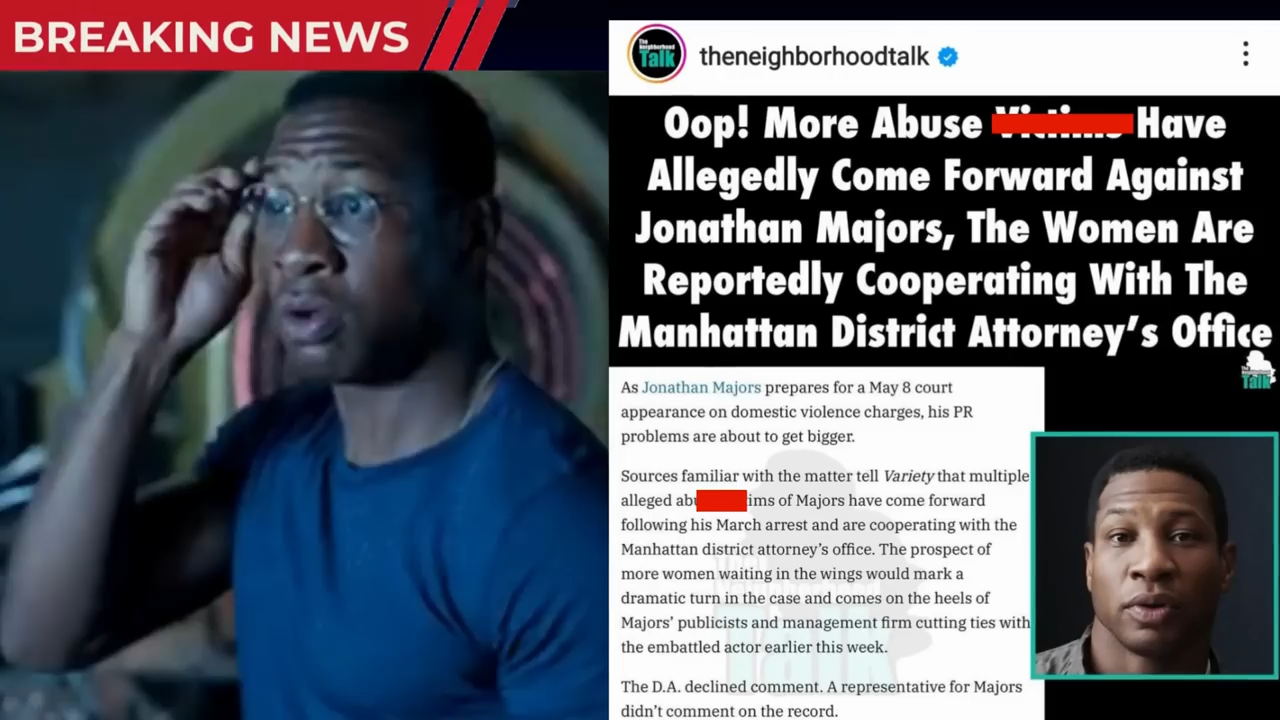 BREAKING NEWS
The
Neighborhood
Talk
theneighborhoodtalk
Oop! More Abuse Have
Allegedly Come Forward Against
Jonathan Majors, The Women Are
Reportedly Cooperating With The
Manhattan District Attorney's Office
Talk
As Jonathan Majors prepares for a May 8 court
appearance on domestic violence charges, his PR
problems are about to get bigger.
Sources familiar with the matter tell Variety that multiple
alleged of Majors have come forward
following his March arrest and are cooperating with the
Manhattan district attorney's office. The prospect of
more women waiting in the wings would mark a
dramatic turn in the case and comes on the heels of
Majors' publicists and management firm cutting ties with
the embattled actor earlier this week.
The D.A. declined comment. A representative for Majors
didn't comment on the record.